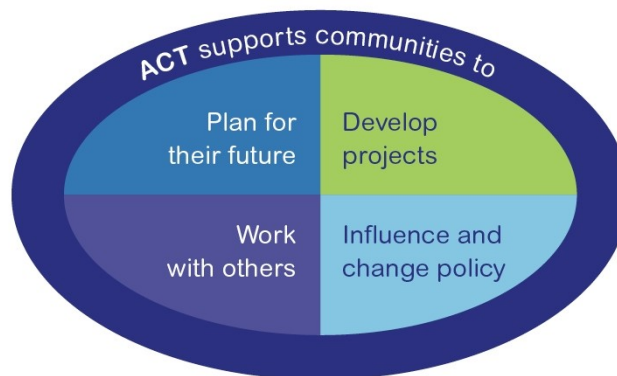 ACT supports communities to
Plan for
their future
Develop
projects
Work
with others
Influence and
change policy